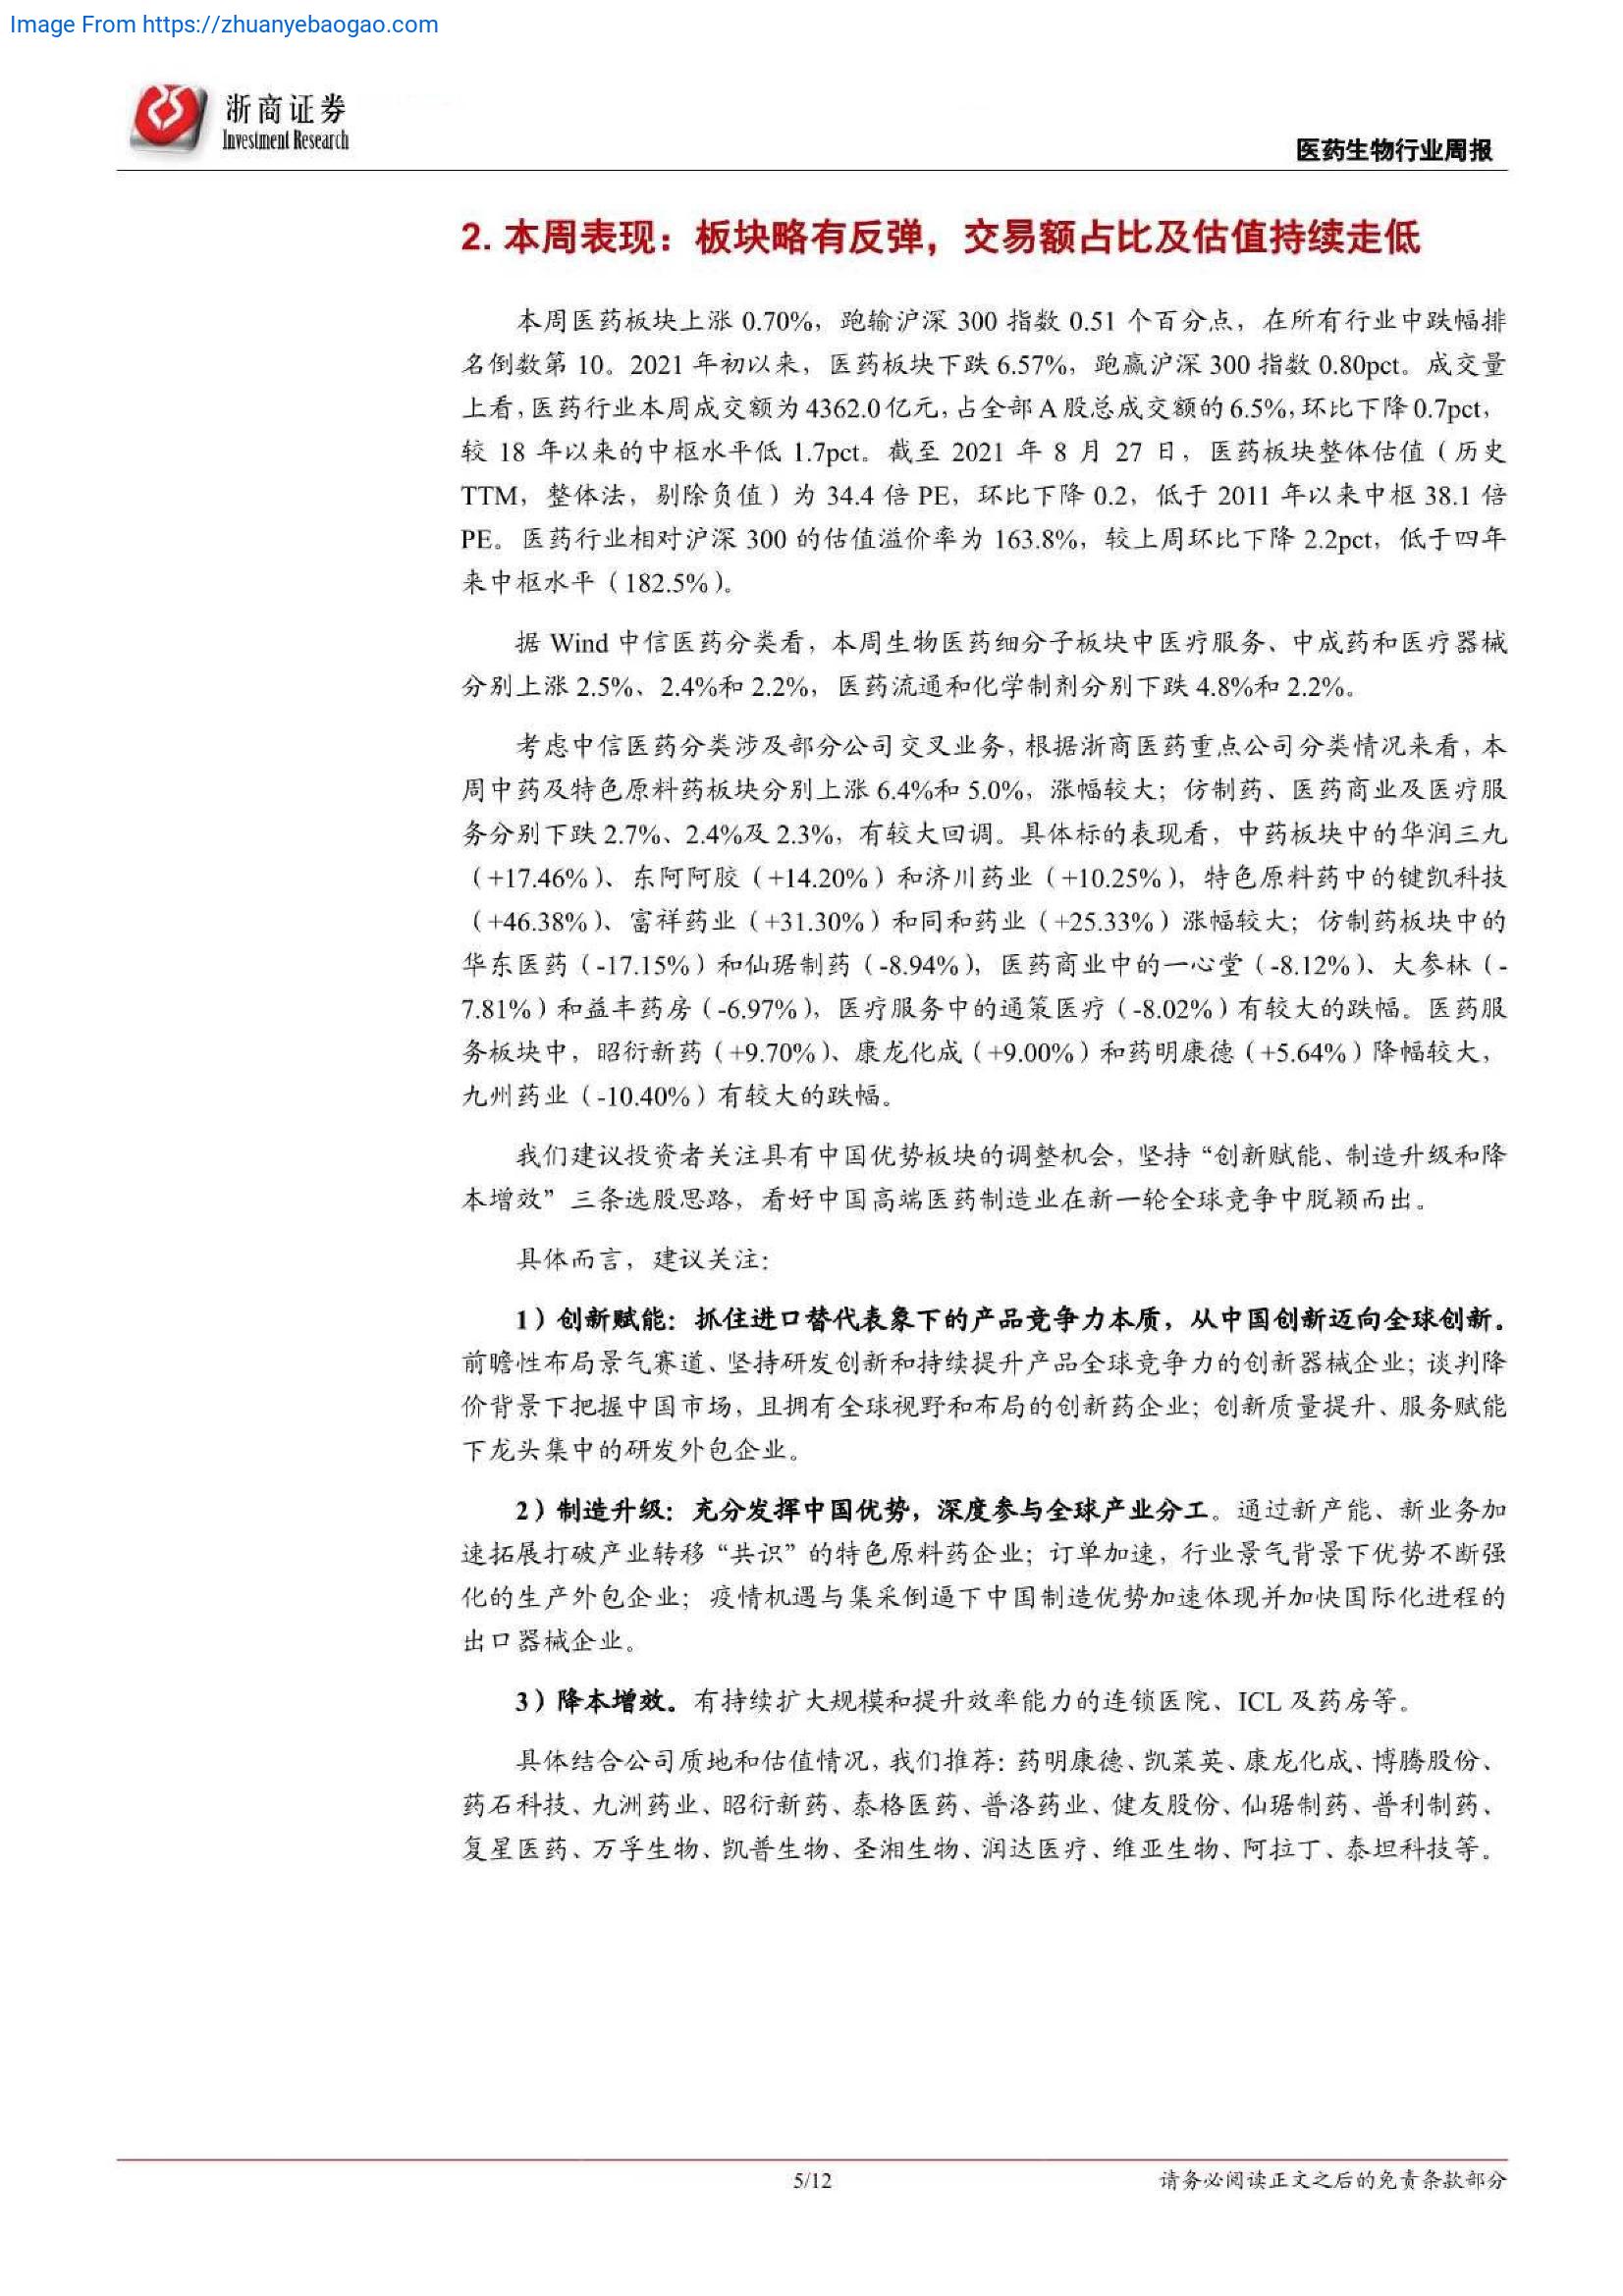 Image From https://zhuanyebaogao.com
浙商证券
Investment Research
医药生物行业周报
2. 本周表现：板块略有反弹，交易额占比及估值持续走低
本周医药板块上涨 0.70%，跑输沪深 300 指数 0.51 个百分点，在所有行业中跌幅排
名倒数第 10。2021 年初以来，医药板块下跌 6.57%，跑赢沪深 300 指数 0.80pct。成交量
上看，医药行业本周成交额为 4362.0 亿元，占全部 A 股总成交额的 6.5%，环比下降 0.7pct，
较 18 年以来的中枢水平低 1.7pct。截至 2021 年 8 月 27 日，医药板块整体估值（历史
TTM，整体法，剔除负值）为 34.4 倍 PE，环比下降 0.2，低于 2011 年以来中枢 38.1 倍
PE。医药行业相对沪深 300 的估值溢价率为 163.8%，较上周环比下降 2.2pct，低于四年
来中枢水平（182.5%）。
据 Wind 中信医药分类看，本周生物医药细分子板块中医疗服务、中成药和医疗器械
分别上涨 2.5%、2.4%和 2.2%，医药流通和化学制剂分别下跌 4.8%和 2.2%。
考虑中信医药分类涉及部分公司交叉业务，根据浙商医药重点公司分类情况来看，本
周中药及特色原料药板块分别上涨 6.4%和 5.0%，涨幅较大；仿制药、医药商业及医疗服
务分别下跌 2.7%、2.4%及 2.3%，有较大回调。具体标的表现看，中药板块中的华润三九
（+17.46%）、东阿阿胶（+14.20%）和济川药业（+10.25%），特色原料药中的键凯科技
（+46.38%）、富祥药业（+31.30%）和同和药业（+25.33%）涨幅较大；仿制药板块中的
华东医药（-17.15%）和仙琚制药（-8.94%），医药商业中的一心堂（-8.12%）、大参林（-
7.81%）和益丰药房（-6.97%），医疗服务中的通策医疗（-8.02%）有较大的跌幅。医药服
务板块中，昭衍新药（+9.70%）、康龙化成（+9.00%）和药明康德（+5.64%）降幅较大，
九州药业（-10.40%）有较大的跌幅。
我们建议投资者关注具有中国优势板块的调整机会，坚持“创新赋能、制造升级和降
本增效”三条选股思路，看好中国高端医药制造业在新一轮全球竞争中脱颖而出。
具体而言，建议关注：
1）创新赋能：抓住进口替代表象下的产品竞争力本质，从中国创新迈向全球创新。
前瞻性布局景气赛道、坚持研发创新和持续提升产品全球竞争力的创新器械企业；谈判降
价背景下把握中国市场，且拥有全球视野和布局的创新药企业；创新质量提升、服务赋能
下龙头集中的研发外包企业。
2）制造升级：充分发挥中国优势，深度参与全球产业分工。通过新产能、新业务加
速拓展打破产业转移“共识”的特色原料药企业；订单加速，行业景气背景下优势不断强
化的生产外包企业；疫情机遇与集采倒逼下中国制造优势加速体现并加快国际化进程的
出口器械企业。
3）降本增效。有持续扩大规模和提升效率能力的连锁医院、ICL 及药房等。
具体结合公司质地和估值情况，我们推荐：药明康德、凯莱英、康龙化成、博腾股份、
药石科技、九洲药业、昭衍新药、泰格医药、普洛药业、健友股份、仙琚制药、普利制药、
复星医药、万孚生物、凯普生物、圣湘生物、润达医疗、维亚生物、阿拉丁、泰坦科技等。
5/12
请务必阅读正文之后的免责条款部分